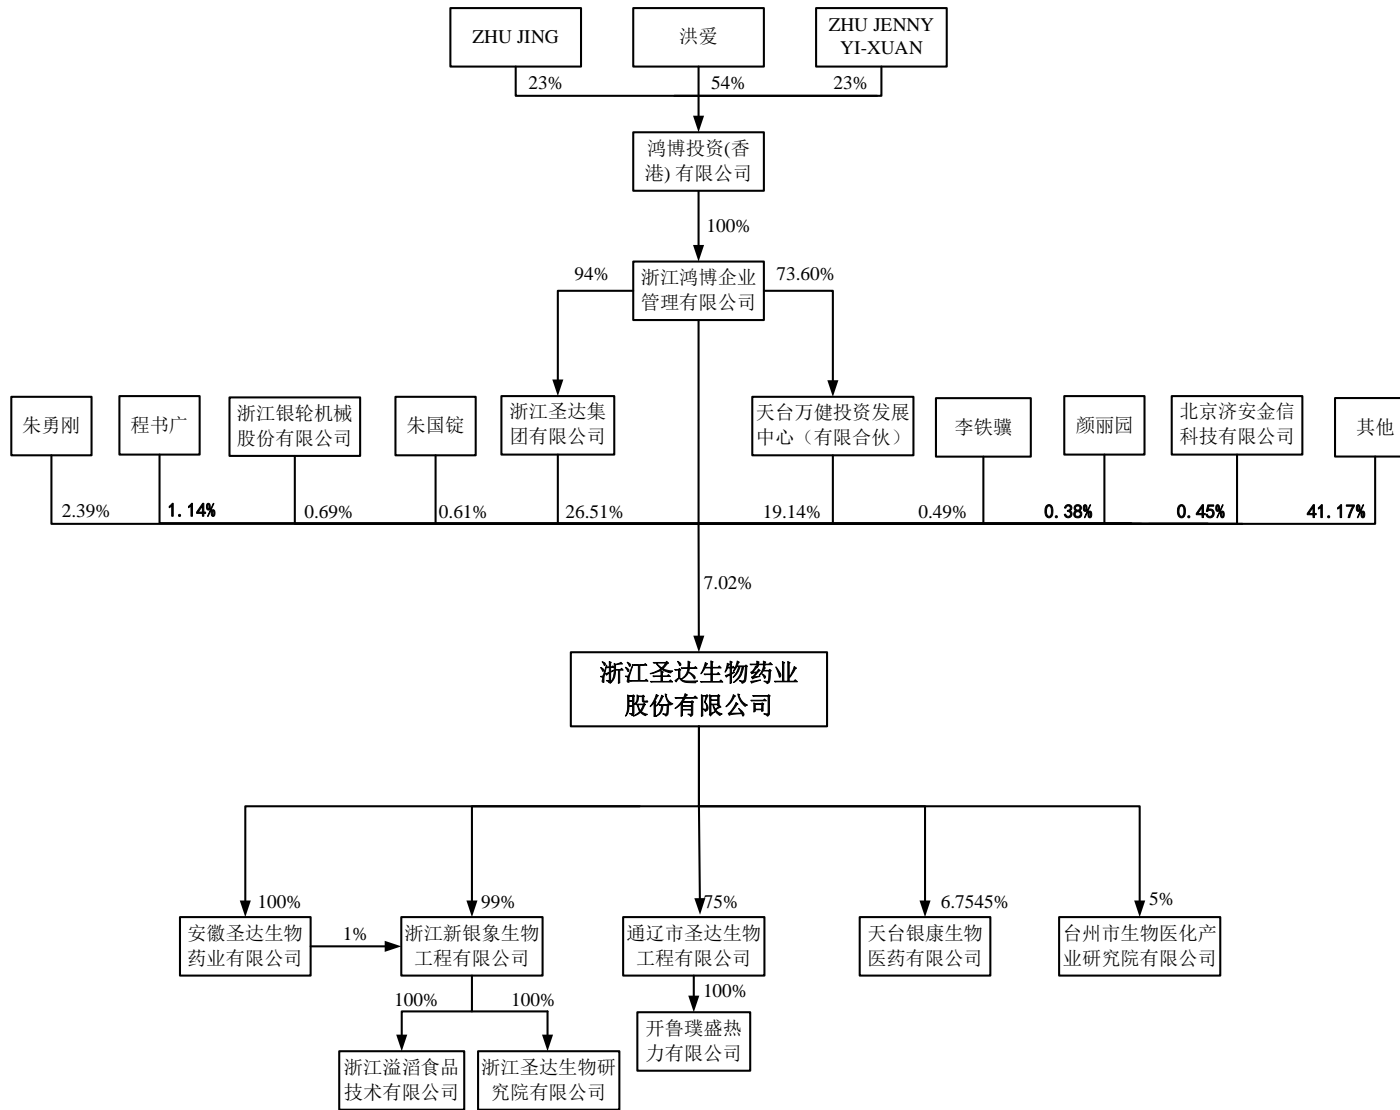 ZHU JING
洪爱
ZHU JENNY
YI-XUAN
23%
54%
23%
鸿博投资(香
港) 有限公司
100%
94%
浙江鸿博企业
管理有限公司
73.60%
朱勇刚
程书广
浙江银轮机械
股份有限公司
朱国锭
浙江圣达集
团有限公司
天台万健投资发展
中心（有限合伙）
李铁骥
颜丽园
北京济安金信
科技有限公司
其他
2.39%
1.14%
0.69%
0.61%
26.51%
19.14%
0.49%
0.38%
0.45%
41.17%
7.02%
浙江圣达生物药业
股份有限公司
100%
99%
75%
6.7545%
5%
安徽圣达生物
药业有限公司
1%
浙江新银象生物
工程有限公司
通辽市圣达生物
工程有限公司
天台银康生物
医药有限公司
台州市生物医化产
业研究院有限公司
100%
100%
100%
浙江溢滔食品
技术有限公司
浙江圣达生物研
究院有限公司
开鲁璞盛热
力有限公司